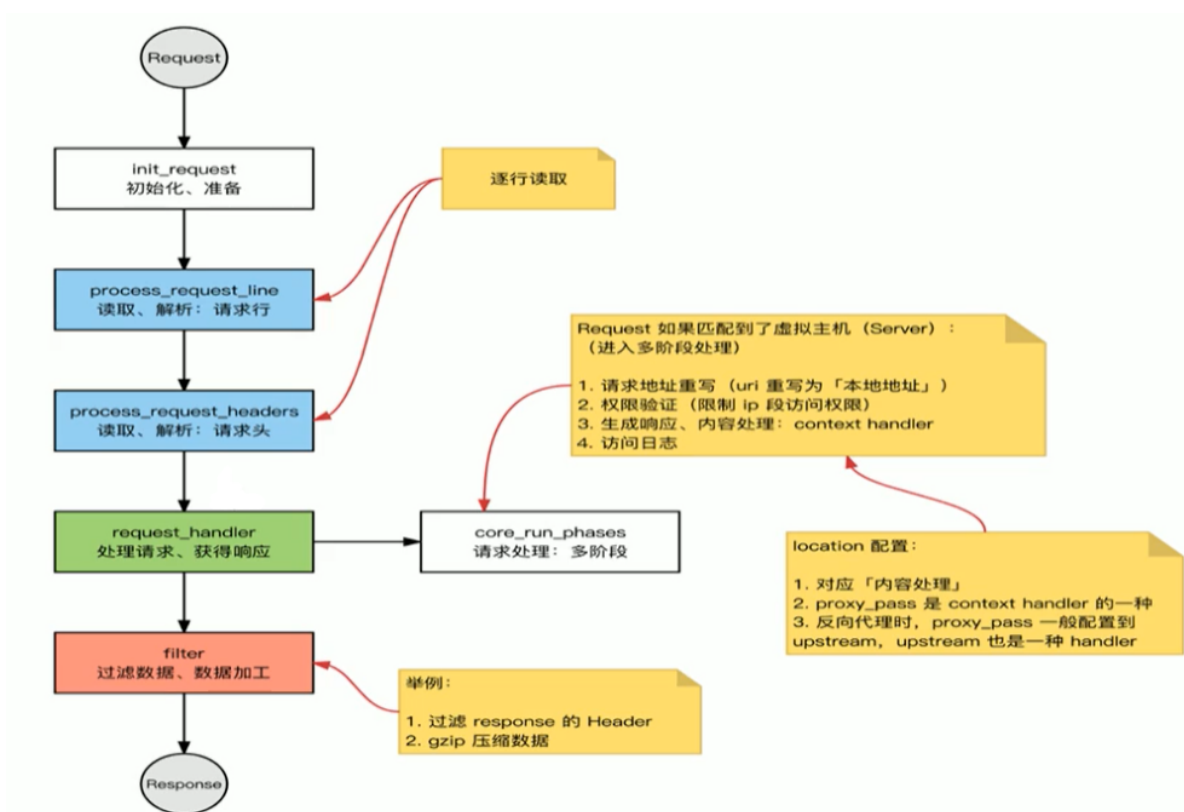 Request
init_request
初始化、准备
逐行读取
process_request_line
读取、解析：请求行
process_request_headers
读取、解析：请求头
Request 如果匹配到了虚拟主机（Server）：
（进入多阶段处理）
1. 请求地址重写（uri 重写为「本地地址」）
2. 权限验证（限制 ip 段访问权限）
3. 生成响应、内容处理：context handler
4. 访问日志
request_handler
处理请求、获得响应
core_run_phases
请求处理：多阶段
location 配置：
1. 对应「内容处理」
2. proxy_pass 是 context handler 的一种
3. 反向代理时，proxy_pass 一般配置到
upstream，upstream 也是一种 handler
filter
过滤数据、数据加工
举例：
1. 过滤 response 的 Header
2. gzip 压缩数据
Response